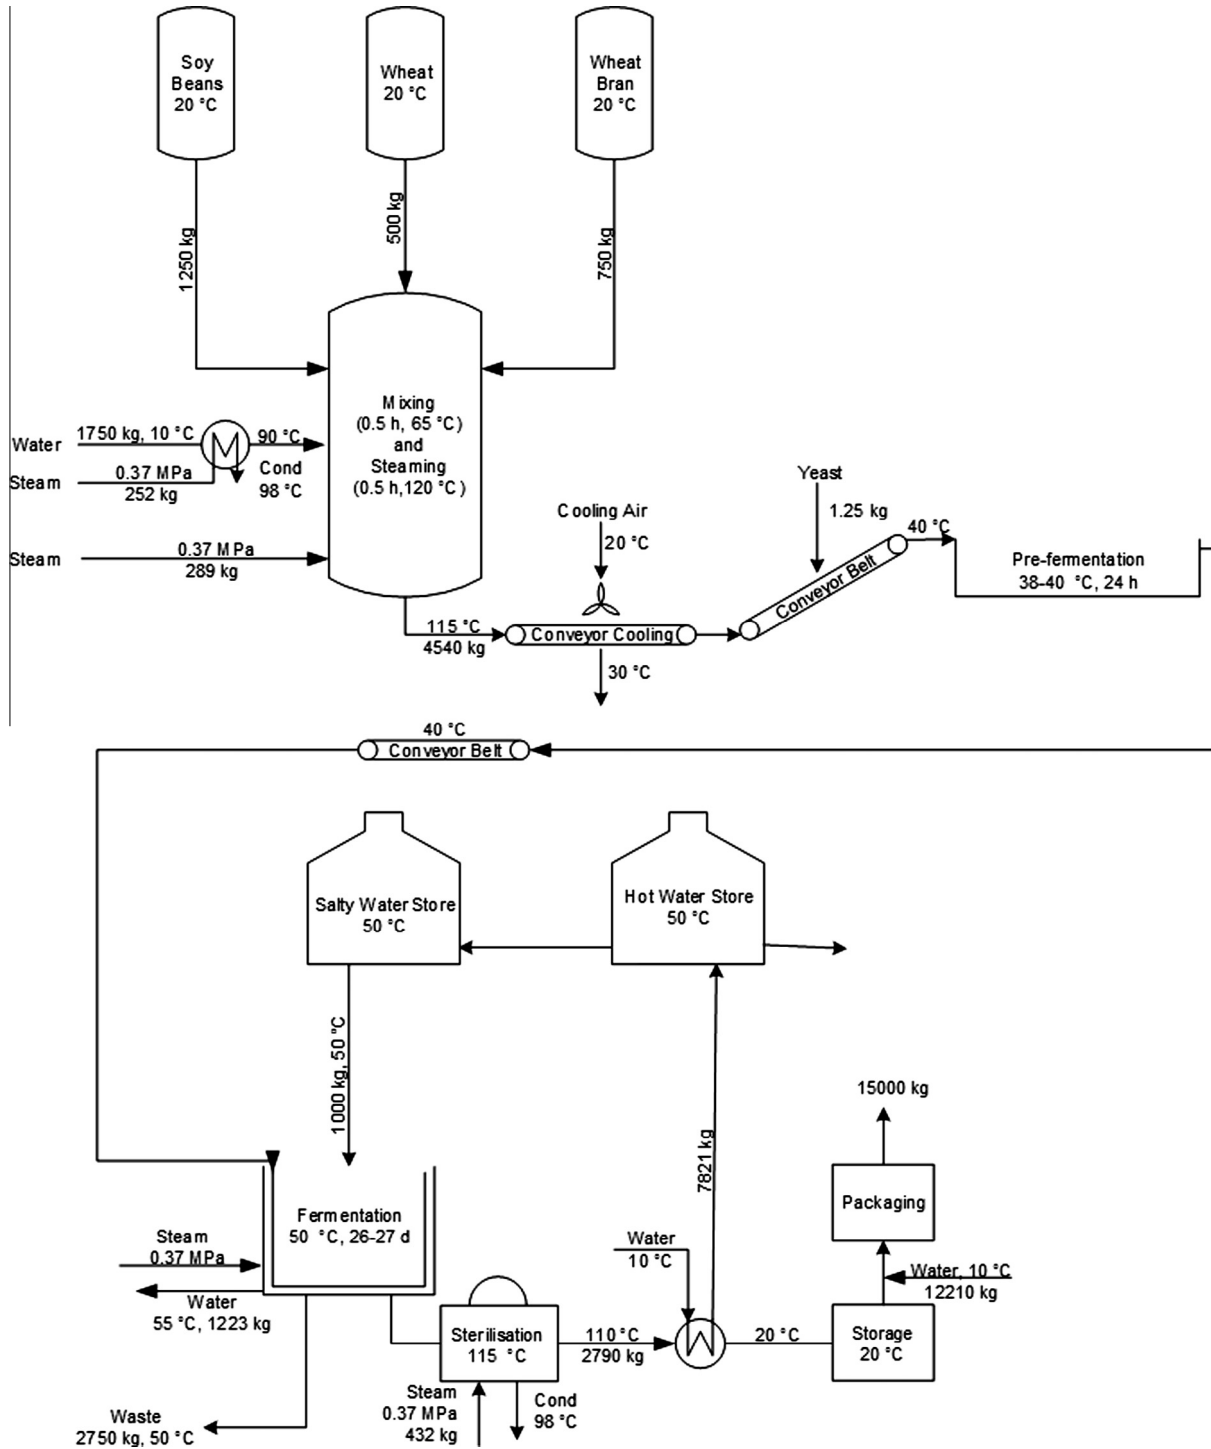 Soy
Beans
20 °C
Wheat
20 °C
Wheat
Bran
20 °C
1250 kg
500 kg
750 kg
Mixing
(0.5 h, 65 °C)
and
Steaming
(0.5 h,120 °C)
Water
1750 kg, 10 °C
90 °C
Steam
0.37 MPa
252 kg
Cond
98 °C
Steam
0.37 MPa
289 kg
115 °C
4540 kg
Cooling Air
20 °C
Conveyor Cooling
30 °C
Yeast
1.25 kg
Conveyor Belt
40 °C
Pre-fermentation
38-40 °C, 24 h
40 °C
Conveyor Belt
Salty Water Store
50 °C
Hot Water Store
50 °C
1000 kg, 50 °C
7821 kg
15000 kg
Packaging
Fermentation
50 °C, 26-27 d
Steam
0.37 MPa
Water
55 °C, 1223 kg
Water
10 °C
Water, 10 °C
12210 kg
Sterilisation
115 °C
110 °C
2790 kg
20 °C
Storage
20 °C
Steam
0.37 MPa
432 kg
Cond
98 °C
Waste
2750 kg, 50 °C